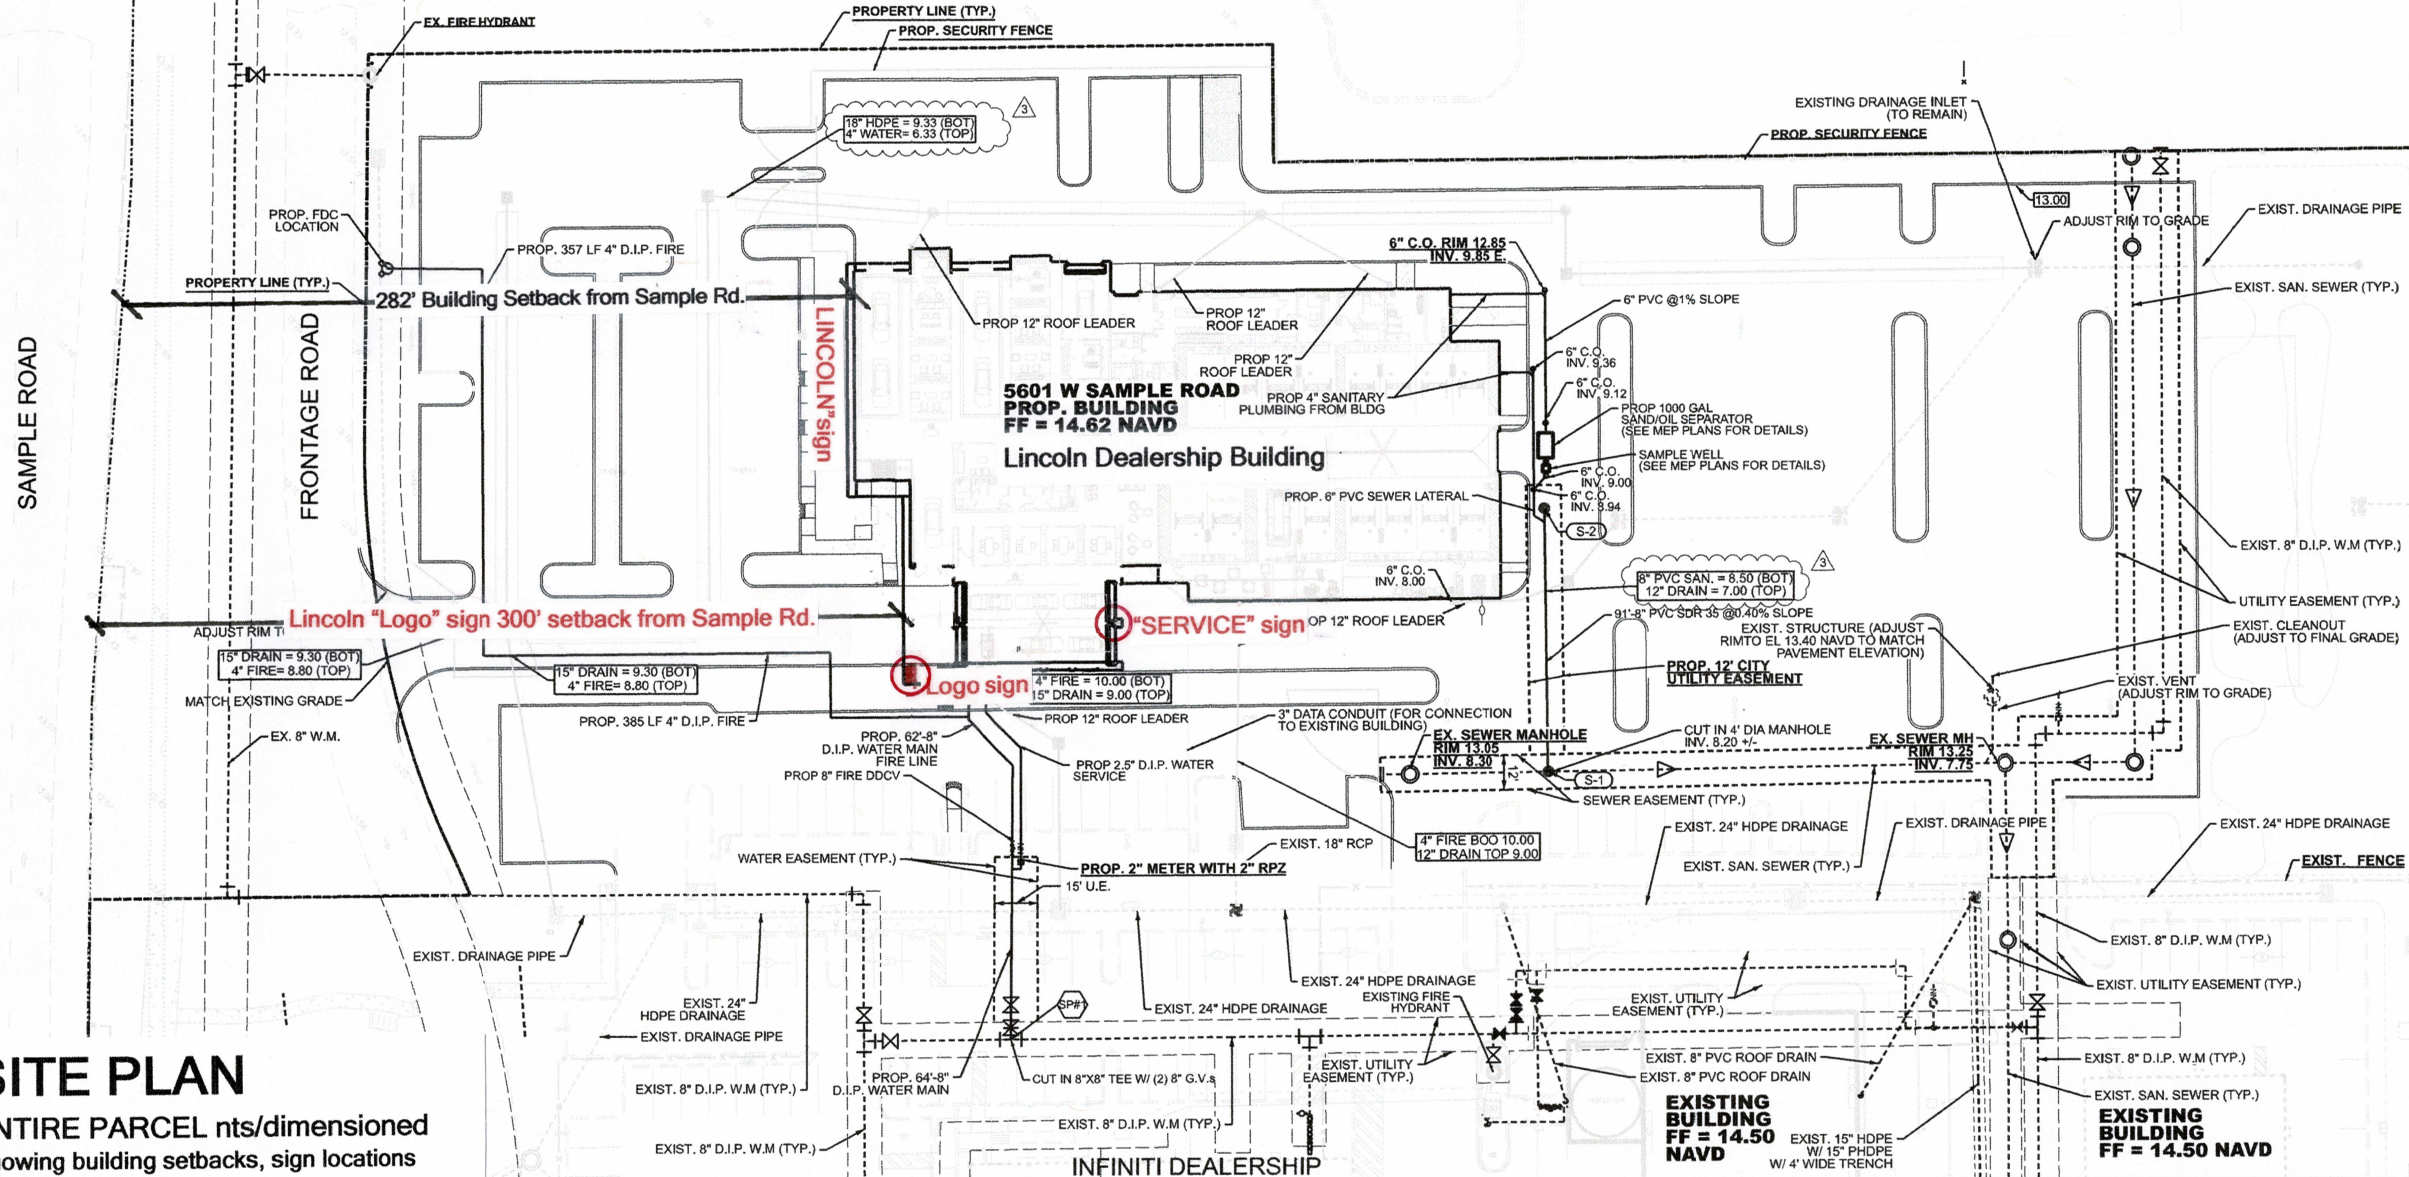 EX. FIRE HYDRANT
PROPERTY LINE (TYP.)
PROP. SECURITY FENCE
3
18" HDPE = 9.33 (BOT)
4" WATER= 6.33 (TOP)
EXISTING DRAINAGE INLET
(TO REMAIN)
PROP. SECURITY FENCE
13.00
ADJUST RIM TO GRADE
EXIST. DRAINAGE PIPE
EXIST. SAN. SEWER (TYP.)
PROP. FDC
LOCATION
PROP. 357 LF 4" D.I.P. FIRE
PROPERTY LINE (TYP.)
282' Building Setback from Sample Rd.
SAMPLE ROAD
FRONTAGE ROAD
LINCOLN"sign
PROP 12" ROOF LEADER
PROP 12"
ROOF LEADER
PROP 12"
ROOF LEADER
6" C.O. RIM 12.85
INV. 9.85 E.
6" PVC @1% SLOPE
6" C.O.
INV. 9.36
6" C.O.
INV. 9.12
5601 W SAMPLE ROAD
PROP. BUILDING
FF = 14.62 NAVD
Lincoln Dealership Building
PROP 4" SANITARY
PLUMBING FROM BLDG
PROP 1000 GAL
SAND/OIL SEPARATOR
(SEE MEP PLANS FOR DETAILS)
SAMPLE WELL
(SEE MEP PLANS FOR DETAILS)
6" C.O.
INV. 9.00
PROP. 6" PVC SEWER LATERAL
6" C.O.
INV. 8.94
S-2
EXIST. 8" D.I.P. W.M (TYP.)
6" C.O.
INV. 8.00
3
8" PVC SAN. = 8.50 (BOT)
12" DRAIN = 7.00 (TOP)
91'-8" PVC SDR 35 @0.40% SLOPE
UTILITY EASEMENT (TYP.)
Lincoln "Logo" sign 300' setback from Sample Rd.
"SERVICE" sign
OP 12" ROOF LEADER
EXIST. STRUCTURE (ADJUST
RIMTO EL 13.40 NAVD TO MATCH
PAVEMENT ELEVATION)
EXIST. CLEANOUT
(ADJUST TO FINAL GRADE)
ADJUST RIM T
15" DRAIN = 9.30 (BOT)
4" FIRE= 8.80 (TOP)
15" DRAIN = 9.30 (BOT)
4" FIRE= 8.80 (TOP)
MATCH EXISTING GRADE
Logo sign
4" FIRE = 10.00 (BOT)
15" DRAIN = 9.00 (TOP)
PROP. 12' CITY
UTILITY EASEMENT
EXIST. VENT
(ADJUST RIM TO GRADE)
PROP. 385 LF 4" D.I.P. FIRE
PROP 12" ROOF LEADER
3" DATA CONDUIT (FOR CONNECTION
TO EXISTING BUILDING)
EX. 8" W.M.
PROP. 62'-8"
D.I.P. WATER MAIN
FIRE LINE
EX. SEWER MANHOLE
RIM 13.05
INV. 8.30
CUT IN 4' DIA MANHOLE
INV. 8.20 +/-
EX. SEWER MH
RIM 13.25
INV. 7.75
PROP 8" FIRE DDCV
PROP 2.5" D.I.P. WATER
SERVICE
12'
S-1
SEWER EASEMENT (TYP.)
WATER EASEMENT (TYP.)
EXIST. 18" RCP
4" FIRE BOO 10.00
12" DRAIN TOP 9.00
EXIST. 24" HDPE DRAINAGE
EXIST. DRAINAGE PIPE
EXIST. 24" HDPE DRAINAGE
PROP. 2" METER WITH 2" RPZ
EXIST. SAN. SEWER (TYP.)
EXIST. FENCE
15' U.E.
EXIST. DRAINAGE PIPE
EXIST. 8" D.I.P. W.M (TYP.)
EXIST. 24"
HDPE DRAINAGE
EXIST. 24" HDPE DRAINAGE
EXIST. 24" HDPE DRAINAGE
EXISTING FIRE
HYDRANT
EXIST. UTILITY
EASEMENT (TYP.)
EXIST. UTILITY EASEMENT (TYP.)
SP#1
EXIST. DRAINAGE PIPE
EXIST. UTILITY
EASEMENT (TYP.)
EXIST. 8" PVC ROOF DRAIN
EXIST. 8" PVC ROOF DRAIN
EXIST. 8" D.I.P. W.M (TYP.)
EXIST. 8" D.I.P. W.M (TYP.)
PROP. 64'-8"
D.I.P. WATER MAIN
CUT IN 8"X8" TEE W/ (2) 8" G.V.s
EXIST. SAN. SEWER (TYP.)
SITE PLAN
NTIRE PARCEL nts/dimensioned
owing building setbacks, sign locations
EXIST. 8" D.I.P. W.M (TYP.)
EXIST. 8" D.I.P. W.M (TYP.)
INFINITI DEALERSHIP
EXISTING
BUILDING
FF = 14.50
NAVD
EXIST. 15" HDPE
W/ 15" PHDPE
W/ 4' WIDE TRENCH
EXISTING
BUILDING
FF = 14.50 NAVD